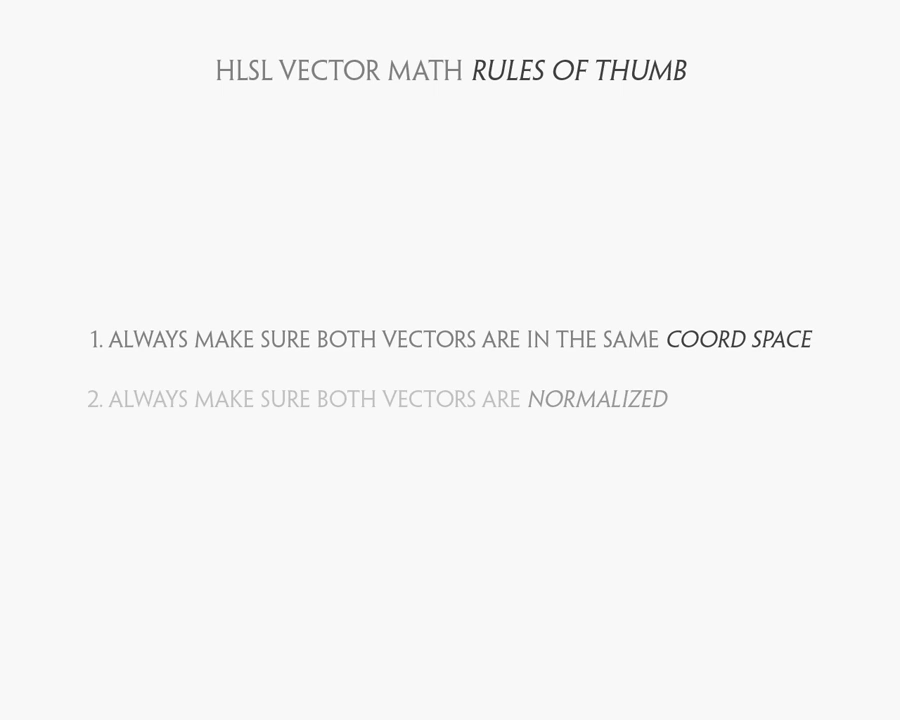 HLSL VECTOR MATH RULES OF THUMB
1. ALWAYS MAKE SURE BOTH VECTORS ARE IN THE SAME COORD SPACE
2. ALWAYS MAKE SURE BOTH VECTORS ARE NORMALIZED